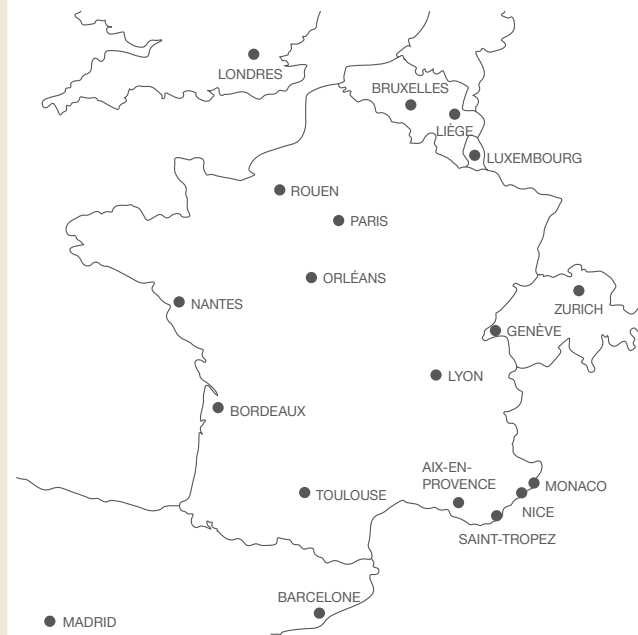 LONDRES
BRUXELLES
LIÈGE
LUXEMBOURG
ROUEN
PARIS
ORLÉANS
NANTES
ZURICH
GENÈVE
LYON
BORDEAUX
AIX-EN-
PROVENCE
TOULOUSE
MONACO
NICE
SAINT-TROPEZ
BARCELONE
MADRID